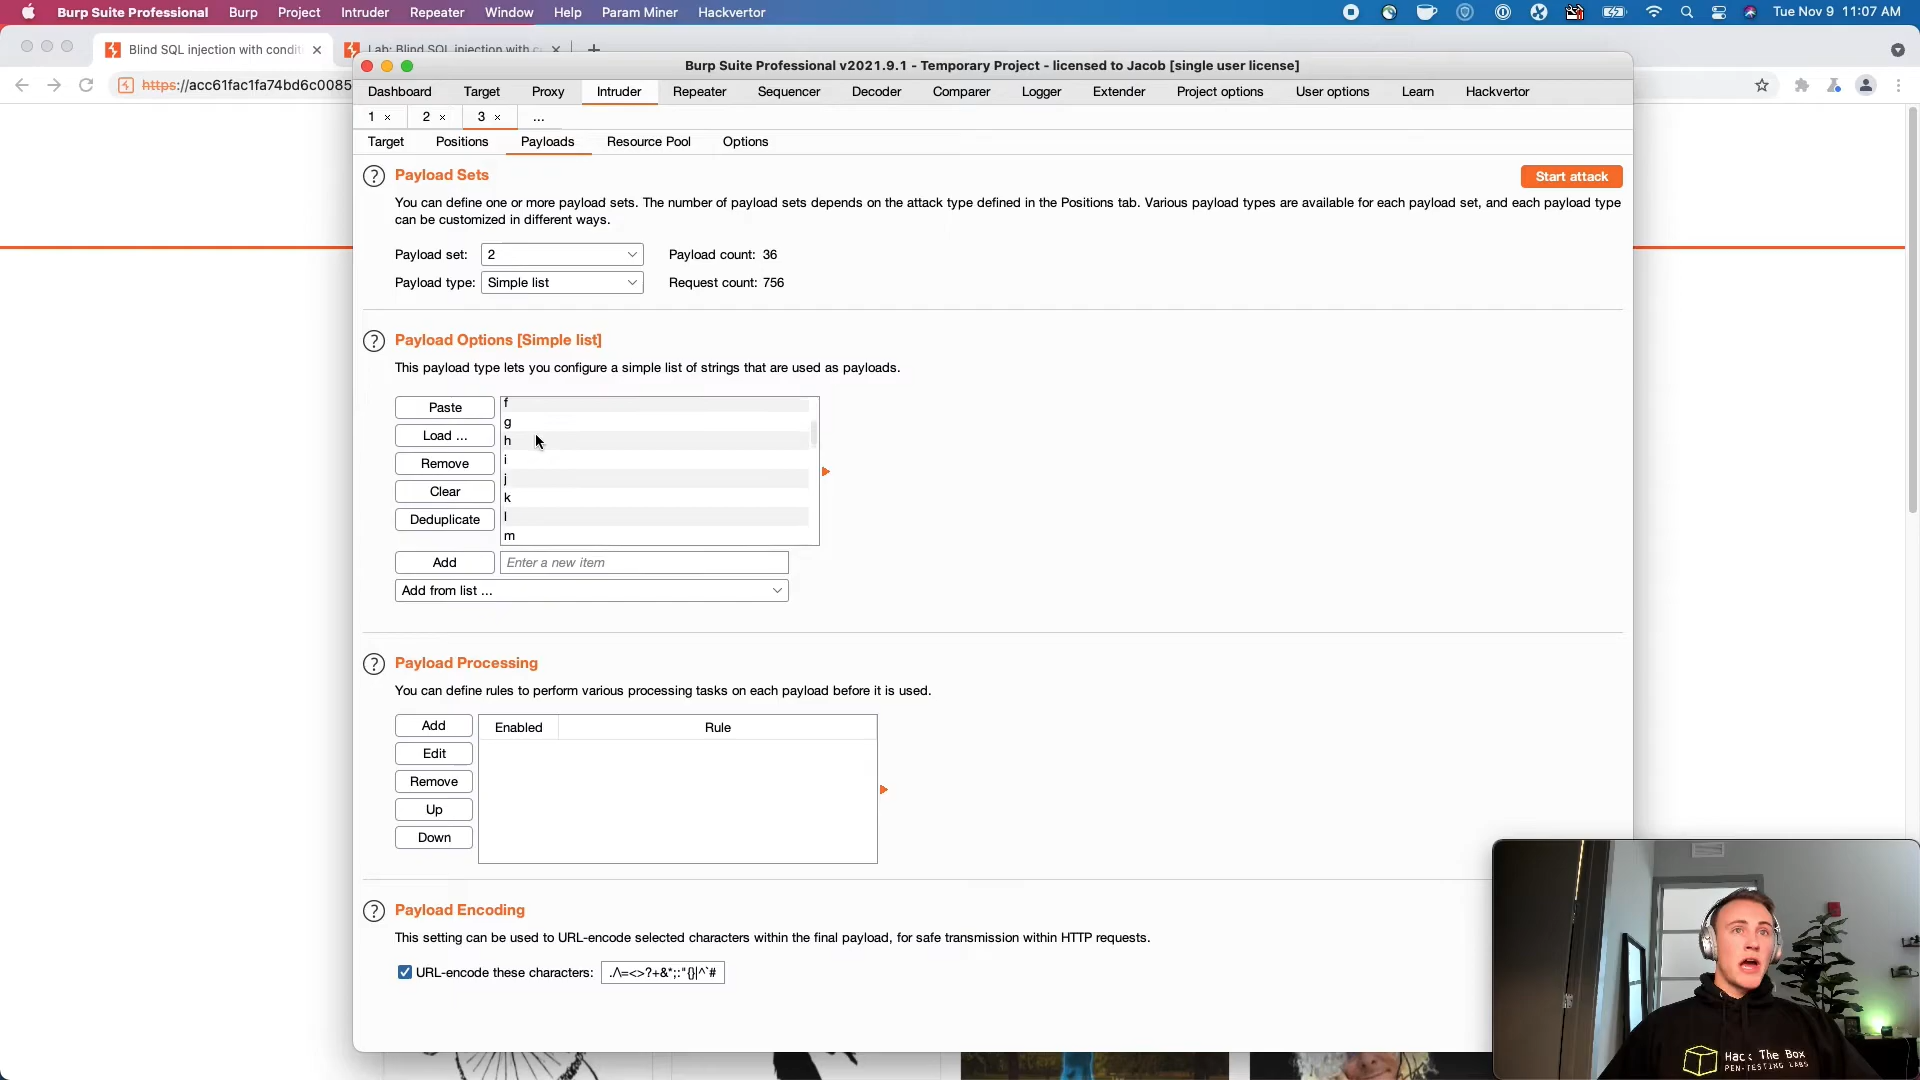 Burp Suite Professional Burp Project Intruder Repeater Window Help Param Miner Hackvertor Tue Nov 9 11:07 AM
Blind SQL injection with condit
Lab: Blind SQL injection with c
https://acc61fac1fa74bd6c0085
Burp Suite Professional v2021.9.1 - Temporary Project - licensed to Jacob [single user license]
Dashboard Target Proxy Intruder Repeater Sequencer Decoder Comparer Logger Extender Project options User options Learn Hackvertor
1 × 2 × 3 × ...
Target Positions Payloads Resource Pool Options
? Payload Sets
Start attack
You can define one or more payload sets. The number of payload sets depends on the attack type defined in the Positions tab. Various payload types are available for each payload set, and each payload type
can be customized in different ways.
Payload set: 2 Payload count: 36
Payload type: Simple list Request count: 756
? Payload Options [Simple list]
This payload type lets you configure a simple list of strings that are used as payloads.
Paste
Load ...
Remove
Clear
Deduplicate
f
g
h
i
j
k
l
m
Add Enter a new item
Add from list ...
? Payload Processing
You can define rules to perform various processing tasks on each payload before it is used.
Add
Edit
Remove
Up
Down
Enabled Rule
? Payload Encoding
This setting can be used to URL-encode selected characters within the final payload, for safe transmission within HTTP requests.
URL-encode these characters: ./\=<>?+&*;:"{}|^`#
Hack The Box
PEN-TESTING LABS